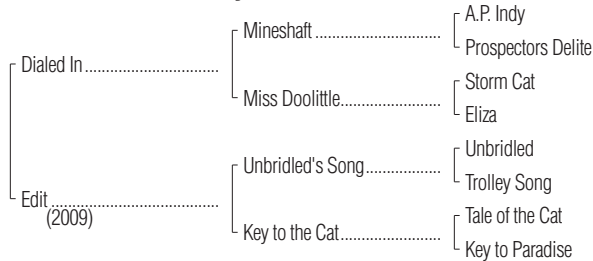 A.P. Indy
Mineshaft
Prospectors Delite
Dialed In
Storm Cat
Miss Doolittle
Eliza
Unbridled
Unbridled's Song
Trolley Song
Edit
(2009)
Tale of the Cat
Key to the Cat
Key to Paradise